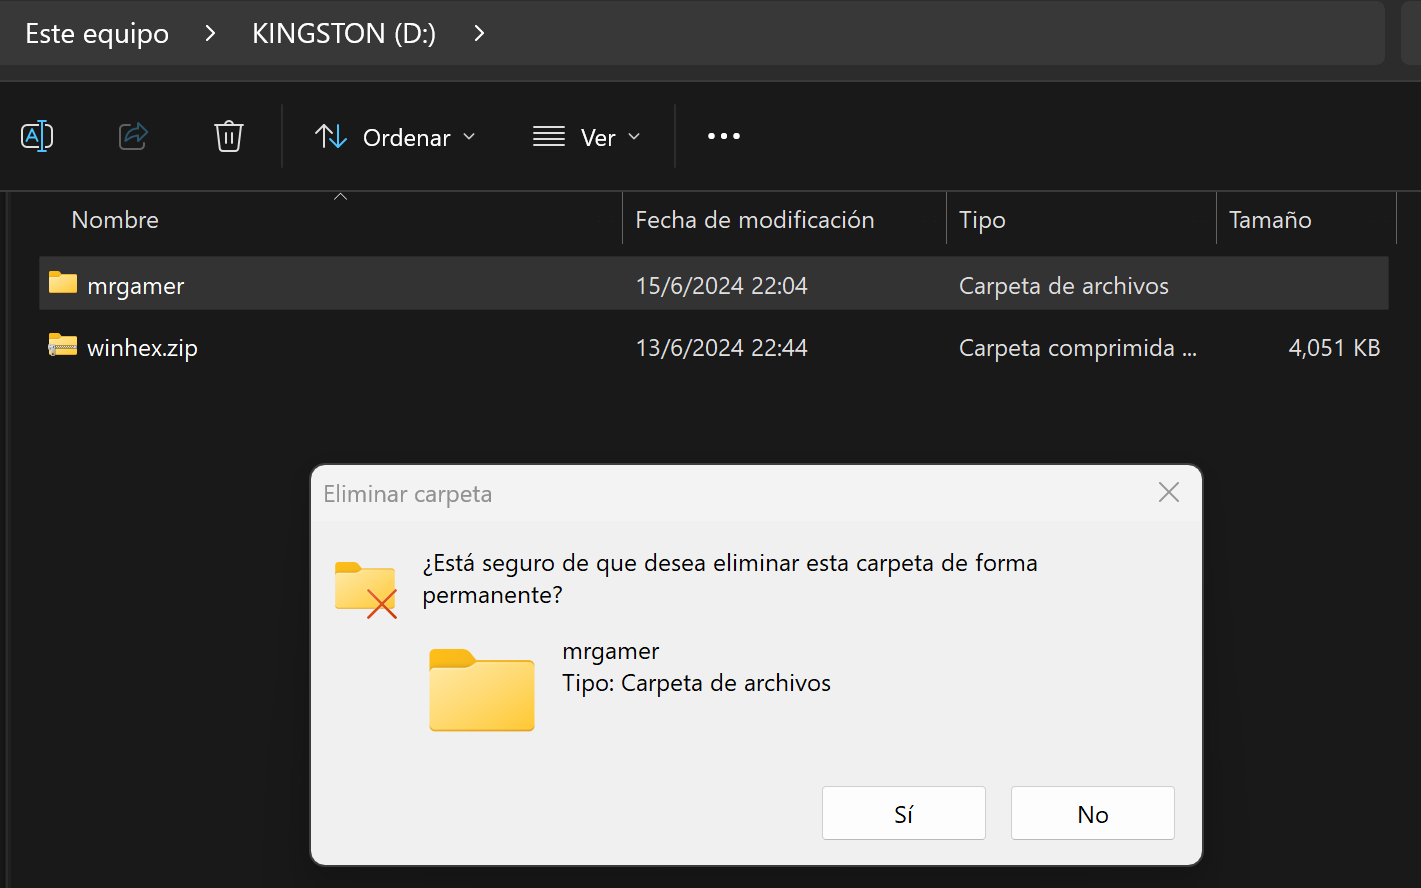 Este equipo > KINGSTON (D:) >
A Ordenar Ver •••
Nombre Fecha de modificación Tipo Tamaño
mrgamer 15/6/2024 22:04 Carpeta de archivos
winhex.zip 13/6/2024 22:44 Carpeta comprimida ... 4,051 KB
Eliminar carpeta
¿Está seguro de que desea eliminar esta carpeta de forma
permanente?
mrgamer
Tipo: Carpeta de archivos
Sí No